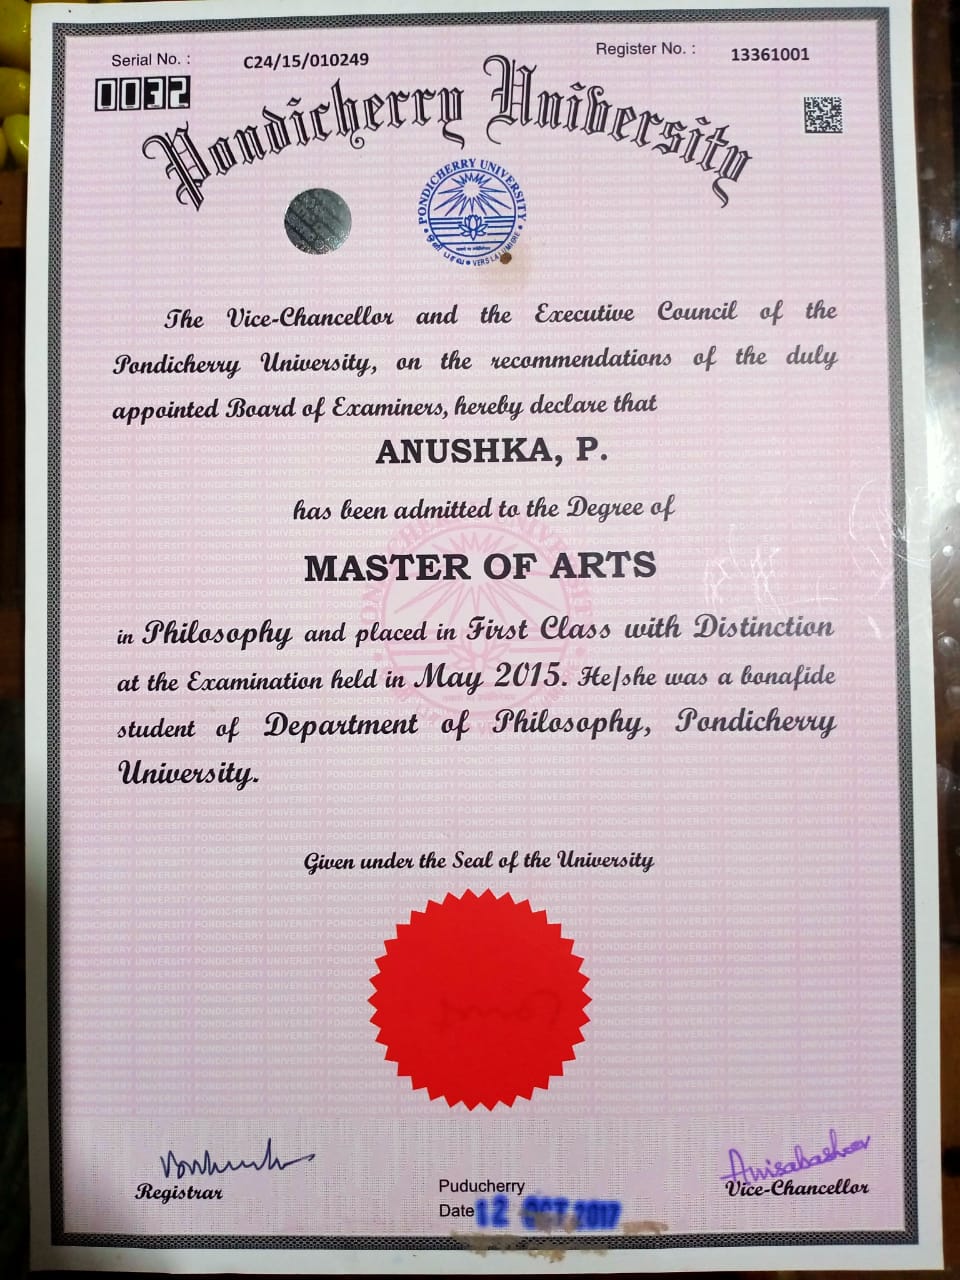 Serial No. : C24/15/010249 Register No. : 13361001
0032
Pondicherry University
PONDICHERRY UNIVERSITY
VERS LA LUMIERE
The Vice-Chancellor and the Executive Council of the
Pondicherry University, on the recommendations of the duly
appointed Board of Examiners, hereby declare that
ANUSHKA, P.
has been admitted to the Degree of
MASTER OF ARTS
in Philosophy and placed in First Class with Distinction
at the Examination held in May 2015. He/she was a bonafide
student of Department of Philosophy, Pondicherry
University.
Given under the Seal of the University
Anisabasheer
Registrar
Vice-Chancellor
Puducherry
Date 12 OCT 2017